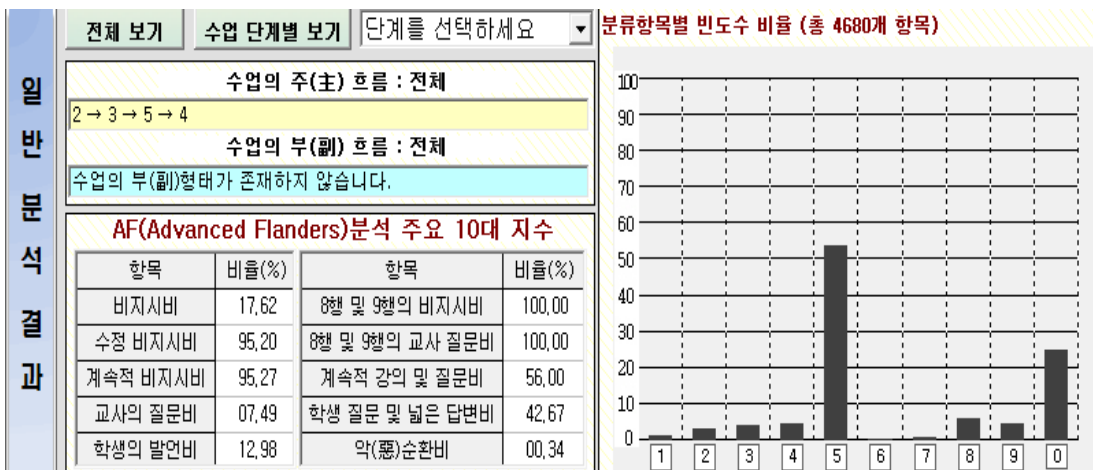 일반분석결과
전체 보기 수업 단계별 보기 단계를 선택하세요
수업의 주(主) 흐름 : 전체
2 → 3 → 5 → 4
수업의 부(副) 흐름 : 전체
수업의 부(副)형태가 존재하지 않습니다.
AF(Advanced Flanders)분석 주요 10대 지수
항목 비율(%) 항목 비율(%)
비지시비 17,62 8행 및 9행의 비지시비 100,00
수정 비지시비 95,20 8행 및 9행의 교사 질문비 100,00
계속적 비지시비 95,27 계속적 강의 및 질문비 56,00
교사의 질문비 07,49 학생 질문 및 넓은 답변비 42,67
학생의 발언비 12,98 악(惡)순환비 00,34
분류항목별 빈도수 비율 (총 4680개 항목)
100
90
80
70
60
50
40
30
20
10
0
1 2 3 4 5 6 7 8 9 0